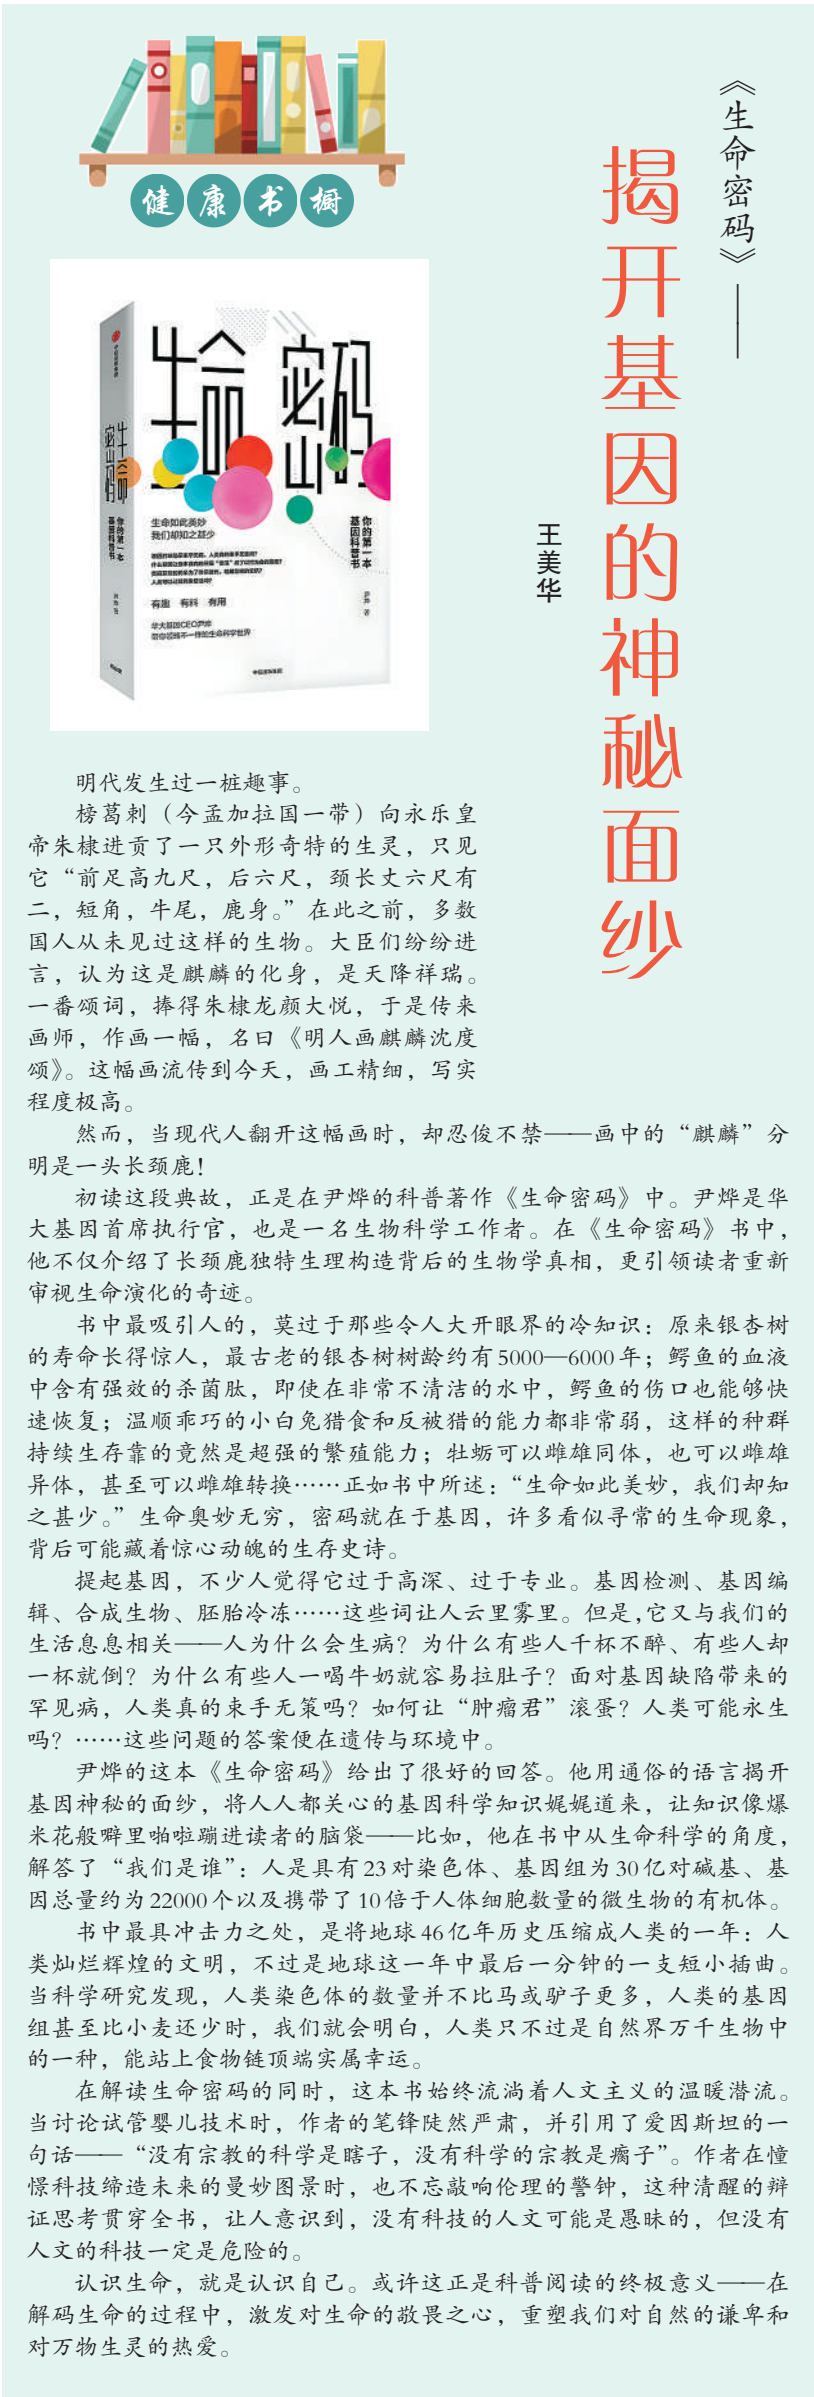 健康书橱
《生命密码》——
揭开基因的神秘面纱
王美华
生命密码
生命
密码
生命如此美妙
我们却知之甚少
你的第一本
基因科普书
你的第一本
基因科普书
有趣 有料 有用
华大基因CEO尹烨
带你领略不一样的生命科学世界
尹烨 著
明代发生过一桩趣事。
榜葛剌（今孟加拉国一带）向永乐皇
帝朱棣进贡了一只外形奇特的生灵，只见
它“前足高九尺，后六尺，颈长丈六尺有
二，短角，牛尾，鹿身。”在此之前，多数
国人从未见过这样的生物。大臣们纷纷进
言，认为这是麒麟的化身，是天降祥瑞。
一番颂词，捧得朱棣龙颜大悦，于是传来
画师，作画一幅，名曰《明人画麒麟沈度
颂》。这幅画流传到今天，画工精细，写实
程度极高。
然而，当现代人翻开这幅画时，却忍俊不禁——画中的“麒麟”分
明是一头长颈鹿！
初读这段典故，正是在尹烨的科普著作《生命密码》中。尹烨是华
大基因首席执行官，也是一名生物科学工作者。在《生命密码》书中，
他不仅介绍了长颈鹿独特生理构造背后的生物学真相，更引领读者重新
审视生命演化的奇迹。
书中最吸引人的，莫过于那些令人大开眼界的冷知识：原来银杏树
的寿命长得惊人，最古老的银杏树树龄约有5000—6000年；鳄鱼的血液
中含有强效的杀菌肽，即使在非常不清洁的水中，鳄鱼的伤口也能够快
速恢复；温顺乖巧的小白兔猎食和反被猎的能力都非常弱，这样的种群
持续生存靠的竟然是超强的繁殖能力；牡蛎可以雌雄同体，也可以雌雄
异体，甚至可以雌雄转换……正如书中所述：“生命如此美妙，我们却知
之甚少。”生命奥妙无穷，密码就在于基因，许多看似寻常的生命现象，
背后可能藏着惊心动魄的生存史诗。
提起基因，不少人觉得它过于高深、过于专业。基因检测、基因编
辑、合成生物、胚胎冷冻……这些词让人云里雾里。但是，它又与我们的
生活息息相关——人为什么会生病？为什么有些人千杯不醉、有些人却
一杯就倒？为什么有些人一喝牛奶就容易拉肚子？面对基因缺陷带来的
罕见病，人类真的束手无策吗？如何让“肿瘤君”滚蛋？人类可能永生
吗？……这些问题的答案便在遗传与环境中。
尹烨的这本《生命密码》给出了很好的回答。他用通俗的语言揭开
基因神秘的面纱，将人人都关心的基因科学知识娓娓道来，让知识像爆
米花般噼里啪啦蹦进读者的脑袋——比如，他在书中从生命科学的角度，
解答了“我们是谁”：人是具有23对染色体、基因组为30亿对碱基、基
因总量约为22000个以及携带了10倍于人体细胞数量的微生物的有机体。
书中最具冲击力之处，是将地球46亿年历史压缩成人类的一年：人
类灿烂辉煌的文明，不过是地球这一年中最后一分钟的一支短小插曲。
当科学研究发现，人类染色体的数量并不比马或驴子更多，人类的基因
组甚至比小麦还少时，我们就会明白，人类只不过是自然界万千生物中
的一种，能站上食物链顶端实属幸运。
在解读生命密码的同时，这本书始终流淌着人文主义的温暖潜流。
当讨论试管婴儿技术时，作者的笔锋陡然严肃，并引用了爱因斯坦的一
句话——“没有宗教的科学是瞎子，没有科学的宗教是瘸子”。作者在憧
憬科技缔造未来的曼妙图景时，也不忘敲响伦理的警钟，这种清醒的辩
证思考贯穿全书，让人意识到，没有科技的人文可能是愚昧的，但没有
人文的科技一定是危险的。
认识生命，就是认识自己。或许这正是科普阅读的终极意义——在
解码生命的过程中，激发对生命的敬畏之心，重塑我们对自然的谦卑和
对万物生灵的热爱。